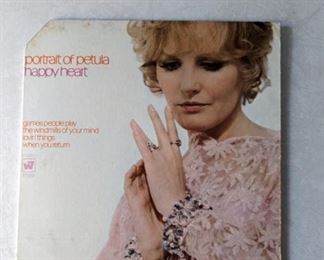 portrait of petula
happy heart
games people play
the windmills of your mind
lovin' things
when you return